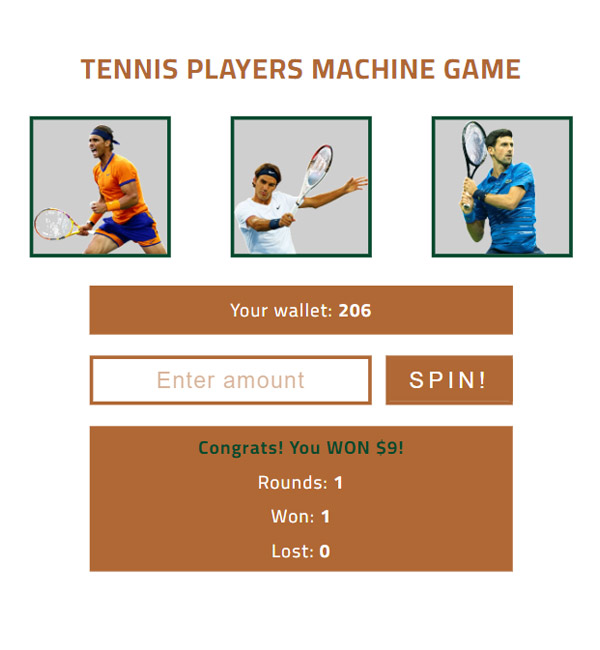 TENNIS PLAYERS MACHINE GAME
Your wallet: 206
Enter amount
SPIN!
Congrats! You WON $9!
Rounds: 1
Won: 1
Lost: 0